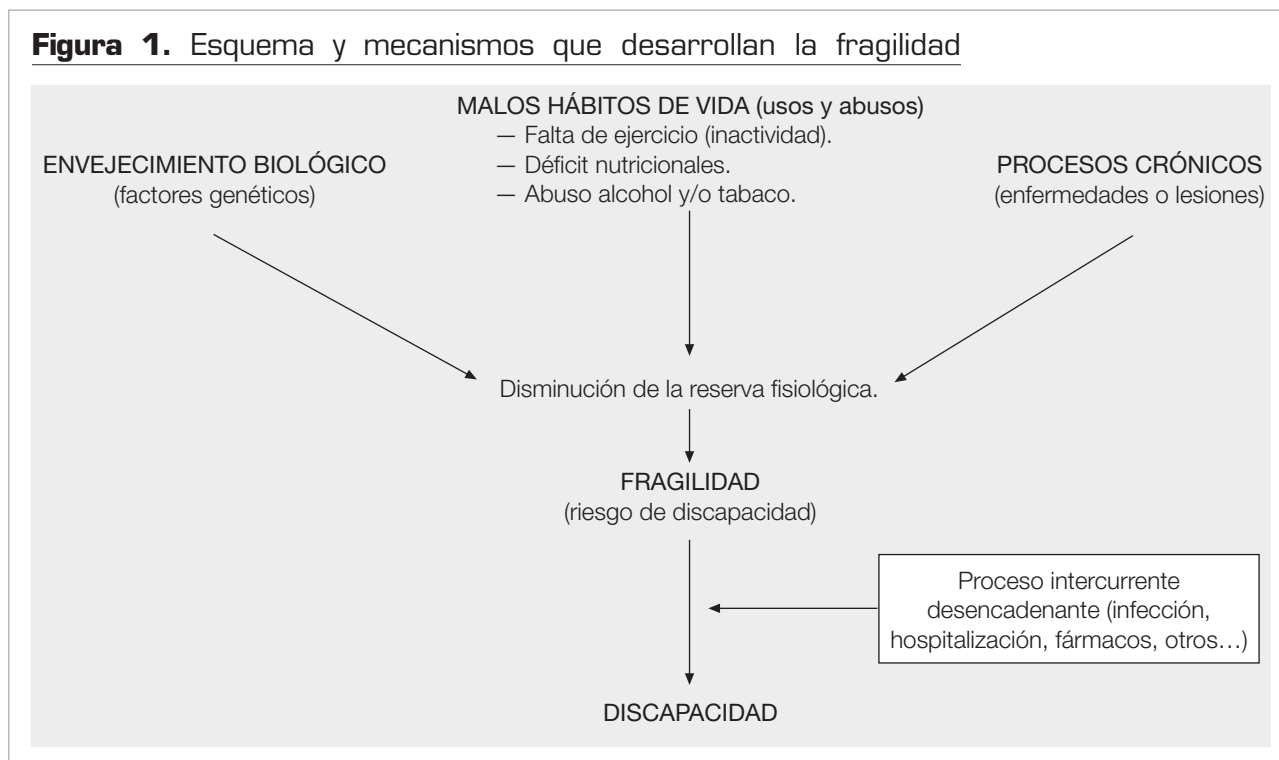 Figura 1. Esquema y mecanismos que desarrollan la fragilidad
MALOS HÁBITOS DE VIDA (usos y abusos)
— Falta de ejercicio (inactividad).
— Déficit nutricionales.
— Abuso alcohol y/o tabaco.
ENVEJECIMIENTO BIOLÓGICO
(factores genéticos)
PROCESOS CRÓNICOS
(enfermedades o lesiones)
Disminución de la reserva fisiológica.
FRAGILIDAD
(riesgo de discapacidad)
Proceso intercurrente
desencadenante (infección,
hospitalización, fármacos, otros…)
DISCAPACIDAD